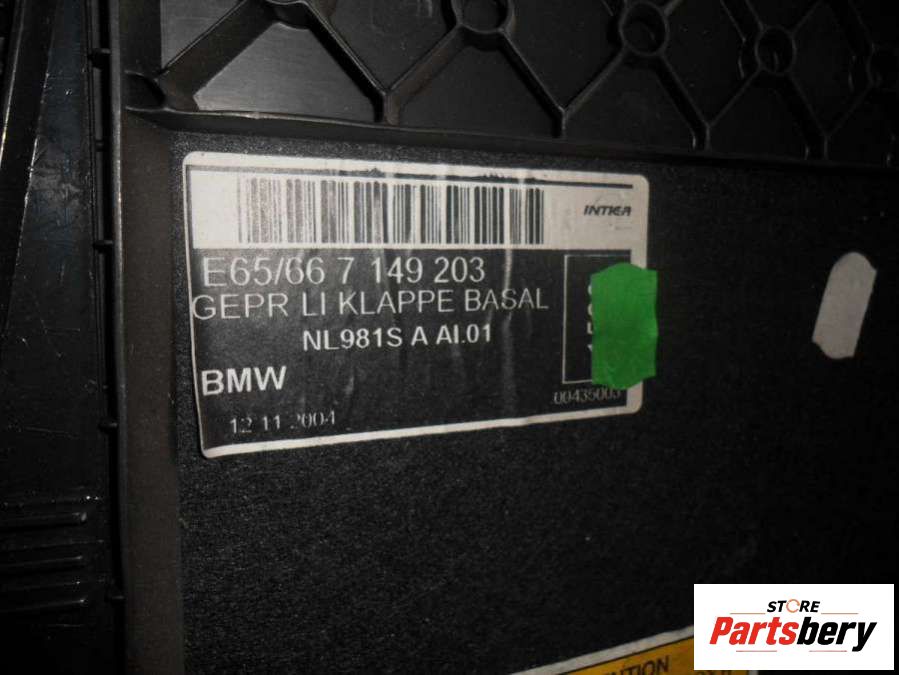 INTIER
E65/66 7 149 203
GEPR LI KLAPPE BASAL
NL981S A AI.01
BMW
12 11 2004
STORE
Partsbery